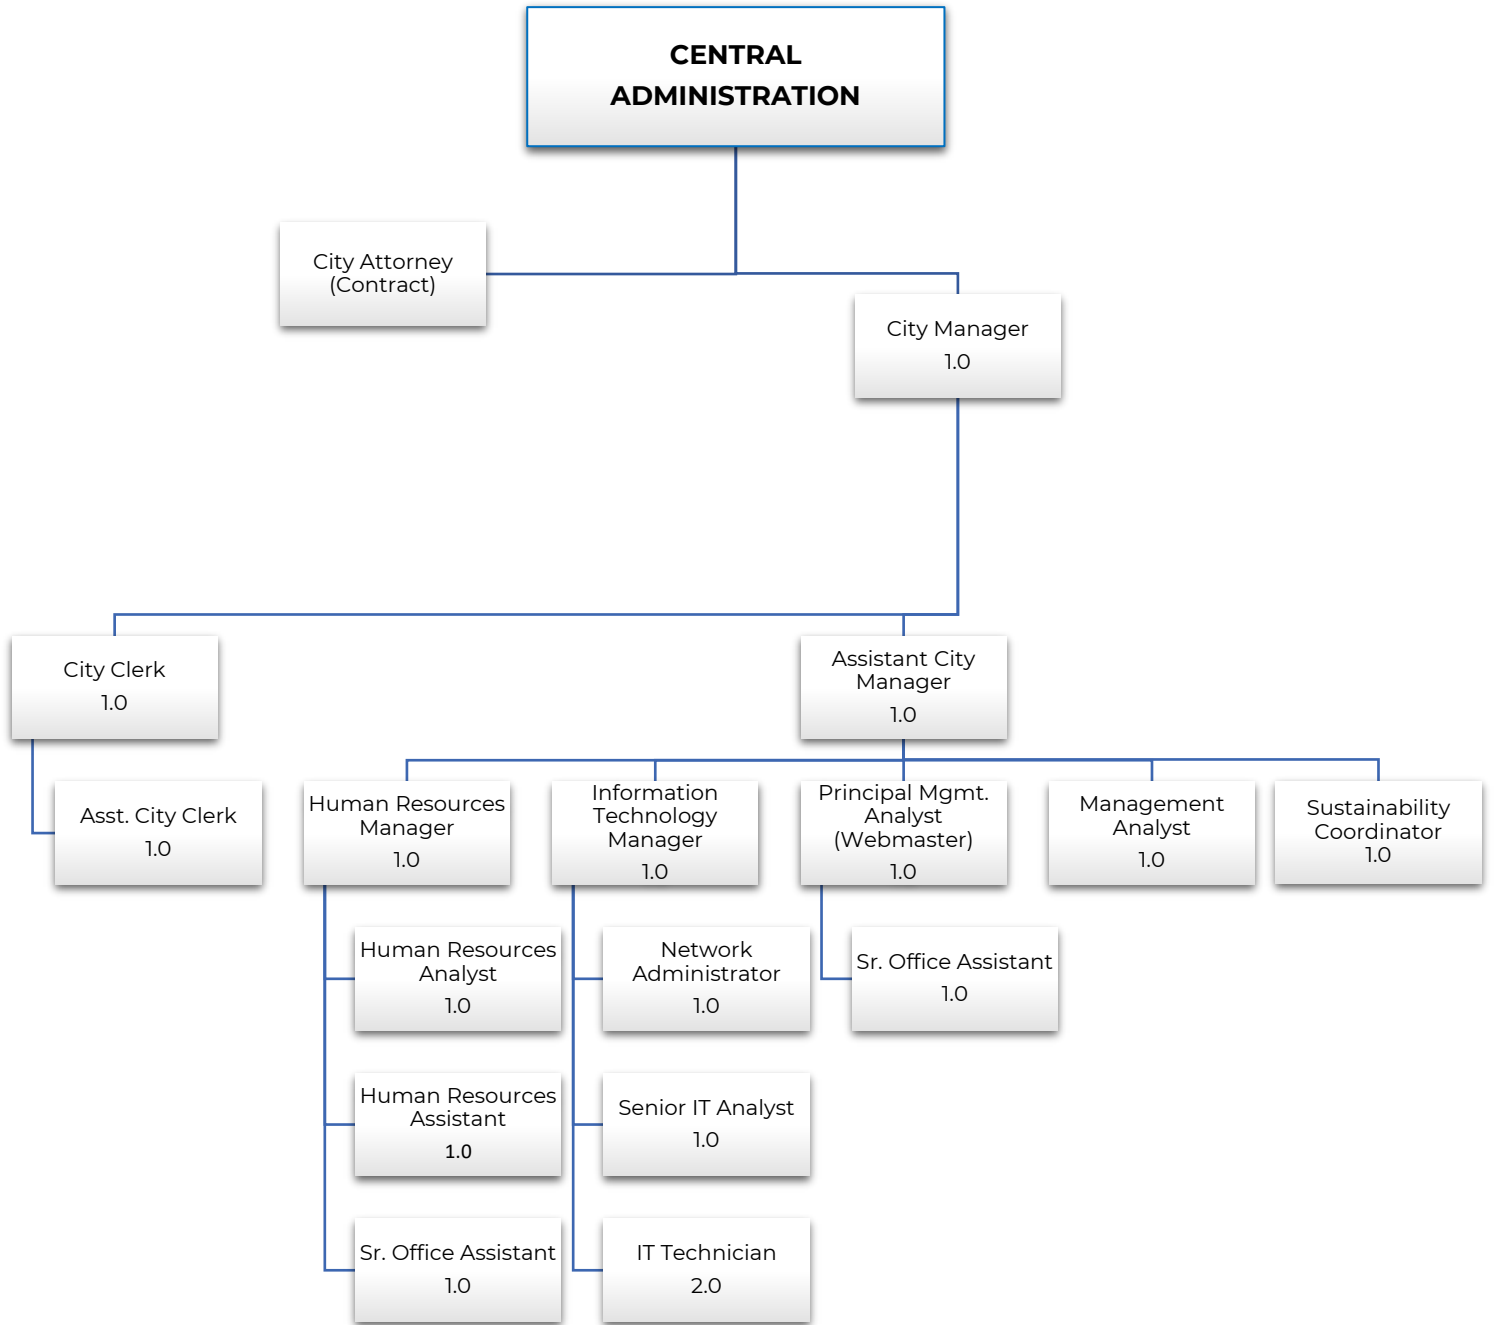 CENTRAL
ADMINISTRATION
City Attorney
(Contract)
City Manager
1.0
City Clerk
1.0
Assistant City
Manager
1.0
Asst. City Clerk
1.0
Human Resources
Manager
1.0
Information
Technology
Manager
1.0
Principal Mgmt.
Analyst
(Webmaster)
1.0
Management
Analyst
1.0
Sustainability
Coordinator
1.0
Human Resources
Analyst
1.0
Network
Administrator
1.0
Sr. Office Assistant
1.0
Human Resources
Assistant
1.0
Senior IT Analyst
1.0
Sr. Office Assistant
1.0
IT Technician
2.0